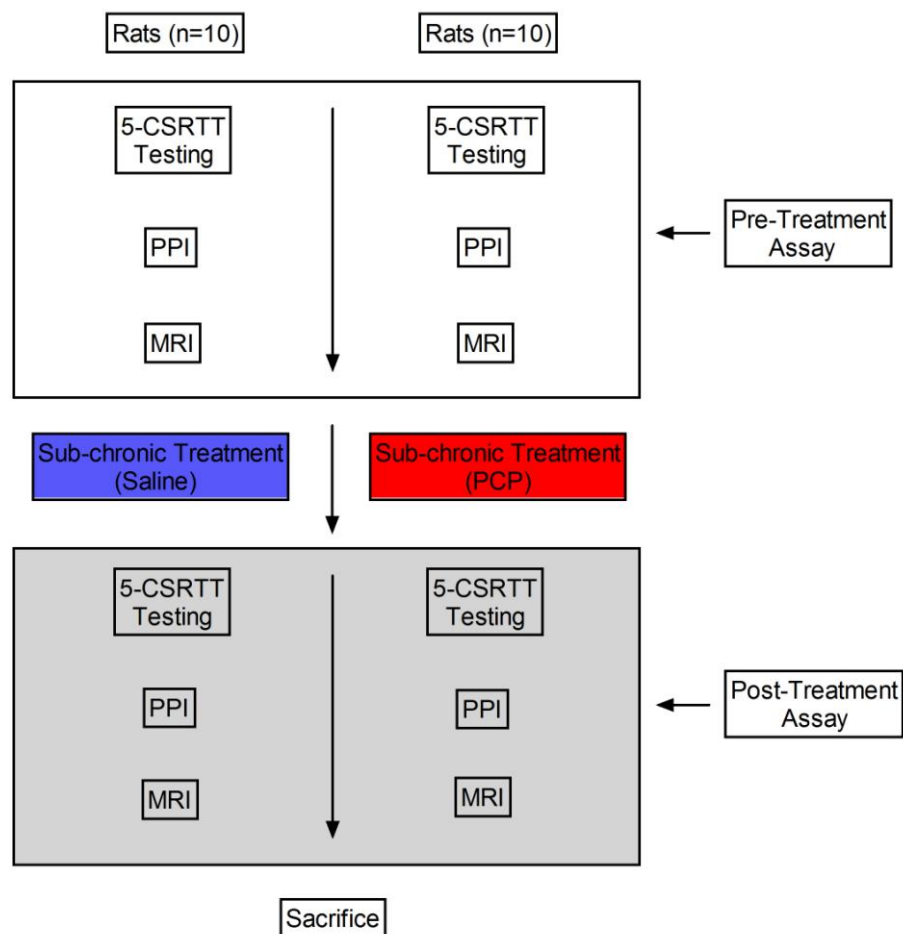 Rats (n=10)
Rats (n=10)
5-CSRTT
Testing
5-CSRTT
Testing
PPI
PPI
Pre-Treatment
Assay
MRI
MRI
Sub-chronic Treatment
(Saline)
Sub-chronic Treatment
(PCP)
5-CSRTT
Testing
5-CSRTT
Testing
PPI
PPI
Post-Treatment
Assay
MRI
MRI
Sacrifice